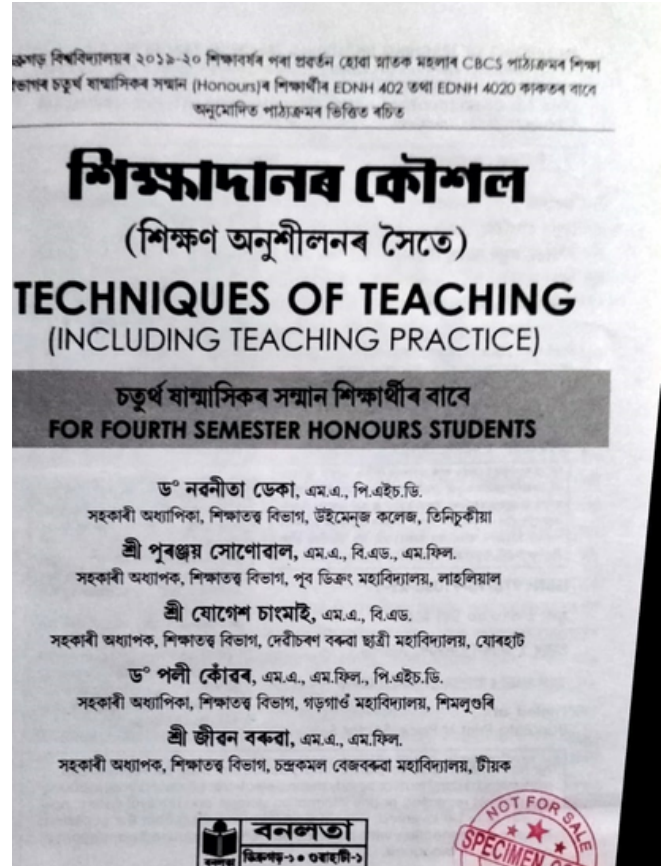 বিশ্ববিদ্যালয়ৰ ২০১৯-২০ শিক্ষাবৰ্ষৰ পৰা প্ৰবৰ্তন হোৱা স্নাতক মহলাৰ CBCS পাঠ্যক্ৰমৰ শিক্ষা
চতুৰ্থ ষান্মাসিকৰ সন্মান (Honours)ৰ শিক্ষাৰ্থীৰ EDNH 402 তথা EDNH 4020 কাকতৰ বাবে
অনুমোদিত পাঠ্যক্ৰমৰ ভিত্তিত ৰচিত
শিক্ষাদানৰ কৌশল
(শিক্ষণ অনুশীলনৰ সৈতে)
TECHNIQUES OF TEACHING
(INCLUDING TEACHING PRACTICE)
চতুৰ্থ ষান্মাসিকৰ সন্মান শিক্ষাৰ্থীৰ বাবে
FOR FOURTH SEMESTER HONOURS STUDENTS
ড° নৱনীতা ডেকা, এম.এ., পি.এইচ.ডি.
সহকাৰী অধ্যাপিকা, শিক্ষাতত্ত্ব বিভাগ, উইমেন্‌জ কলেজ, তিনিচুকীয়া
শ্ৰী পুৰঞ্জয় সোণোৱাল, এম.এ., বি.এড., এম.ফিল.
সহকাৰী অধ্যাপক, শিক্ষাতত্ত্ব বিভাগ, পূব ডিক্ৰং মহাবিদ্যালয়, লাহলিয়াল
শ্ৰী যোগেশ চাংমাই, এম.এ., বি.এড.
সহকাৰী অধ্যাপক, শিক্ষাতত্ত্ব বিভাগ, দেৱীচৰণ বৰুৱা ছাত্ৰী মহাবিদ্যালয়, যোৰহাট
ড° পলী কোঁৱৰ, এম.এ., এম.ফিল., পি.এইচ.ডি.
সহকাৰী অধ্যাপিকা, শিক্ষাতত্ত্ব বিভাগ, গড়গাওঁ মহাবিদ্যালয়, শিমলুগুৰি
শ্ৰী জীৱন বৰুৱা, এম.এ., এম.ফিল.
সহকাৰী অধ্যাপক, শিক্ষাতত্ত্ব বিভাগ, চন্দ্ৰকমল বেজবৰুৱা মহাবিদ্যালয়, টীয়ক
বনলতা
ডিব্ৰুগড়-১ ● গুৱাহাটী-১
বনলতা
NOT FOR SALE
SPECIMEN